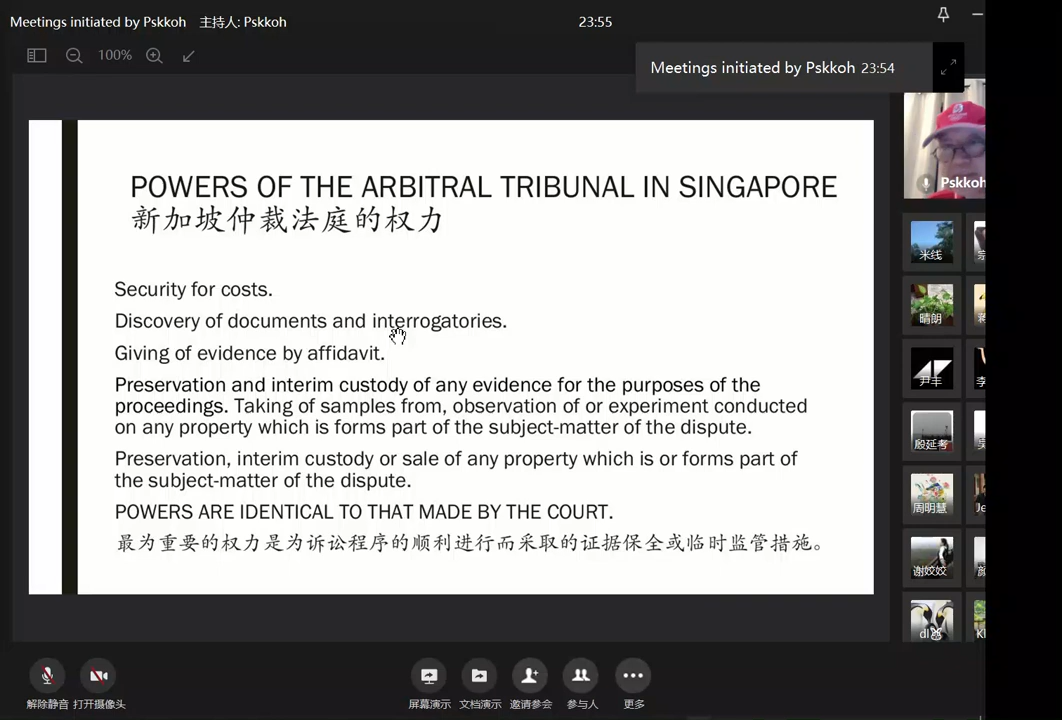 Meetings initiated by Pskkoh 主持人: Pskkoh
23:55
100%
Meetings initiated by Pskkoh 23:54
POWERS OF THE ARBITRAL TRIBUNAL IN SINGAPORE
新加坡仲裁法庭的权力
Security for costs.
Discovery of documents and interrogatories.
Giving of evidence by affidavit.
Preservation and interim custody of any evidence for the purposes of the
proceedings. Taking of samples from, observation of or experiment conducted
on any property which is forms part of the subject-matter of the dispute.
Preservation, interim custody or sale of any property which is or forms part of
the subject-matter of the dispute.
POWERS ARE IDENTICAL TO THAT MADE BY THE COURT.
最为重要的权力是为诉讼程序的顺利进行而采取的证据保全或临时监管措施。
Pskkoh
米线
晴朗
尹丰
李
殷延考
周明慧
Je
谢姣姣
解除静音
打开摄像头
屏幕演示
文档演示
邀请参会
参与人
更多